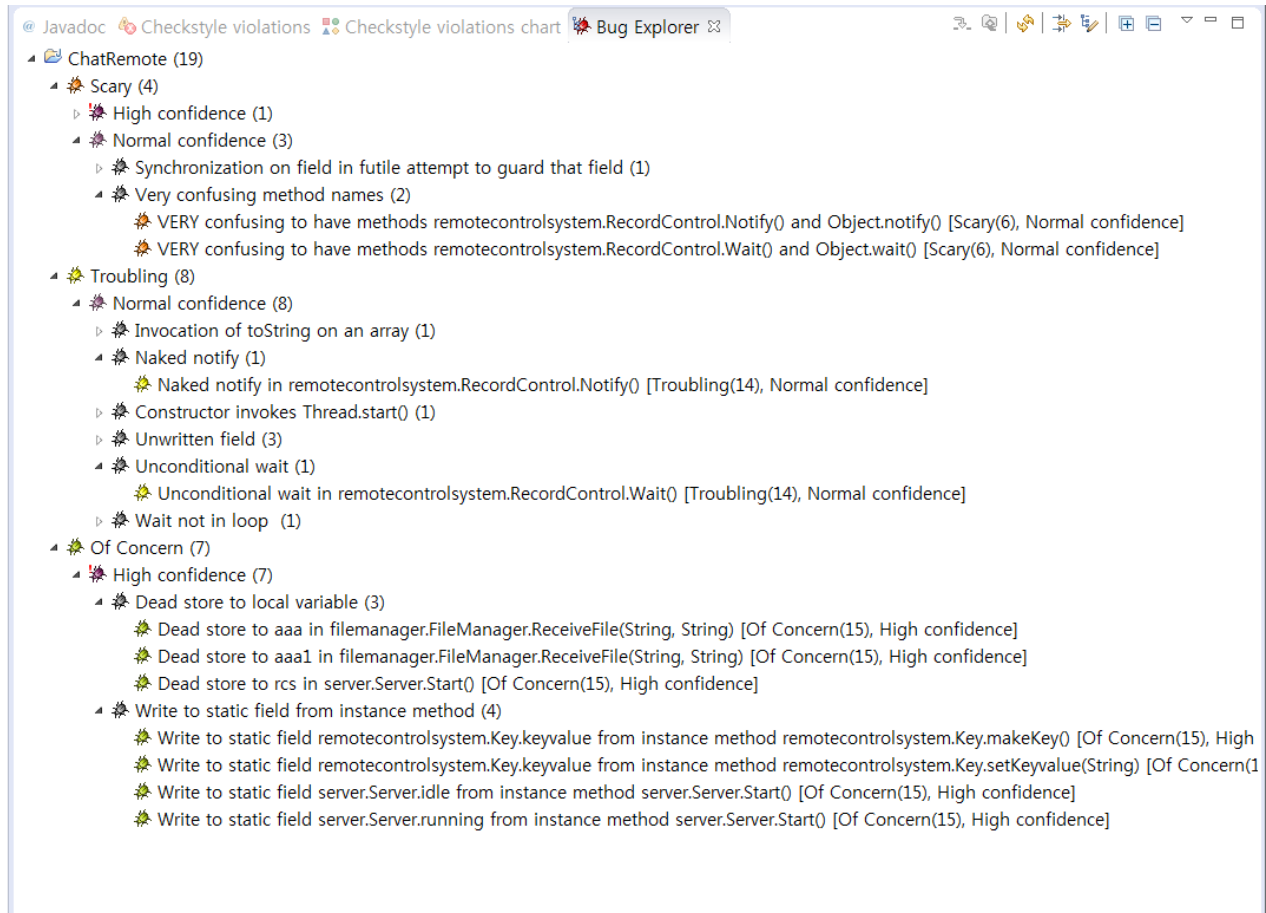 @ Javadoc Checkstyle violations Checkstyle violations chart Bug Explorer
ChatRemote (19)
Scary (4)
High confidence (1)
Normal confidence (3)
Synchronization on field in futile attempt to guard that field (1)
Very confusing method names (2)
VERY confusing to have methods remotecontrolsystem.RecordControl.Notify() and Object.notify() [Scary(6), Normal confidence]
VERY confusing to have methods remotecontrolsystem.RecordControl.Wait() and Object.wait() [Scary(6), Normal confidence]
Troubling (8)
Normal confidence (8)
Invocation of toString on an array (1)
Naked notify (1)
Naked notify in remotecontrolsystem.RecordControl.Notify() [Troubling(14), Normal confidence]
Constructor invokes Thread.start() (1)
Unwritten field (3)
Unconditional wait (1)
Unconditional wait in remotecontrolsystem.RecordControl.Wait() [Troubling(14), Normal confidence]
Wait not in loop (1)
Of Concern (7)
High confidence (7)
Dead store to local variable (3)
Dead store to aaa in filemanager.FileManager.ReceiveFile(String, String) [Of Concern(15), High confidence]
Dead store to aaa1 in filemanager.FileManager.ReceiveFile(String, String) [Of Concern(15), High confidence]
Dead store to rcs in server.Server.Start() [Of Concern(15), High confidence]
Write to static field from instance method (4)
Write to static field remotecontrolsystem.Key.keyvalue from instance method remotecontrolsystem.Key.makeKey() [Of Concern(15), High
Write to static field remotecontrolsystem.Key.keyvalue from instance method remotecontrolsystem.Key.setKeyvalue(String) [Of Concern(1
Write to static field server.Server.idle from instance method server.Server.Start() [Of Concern(15), High confidence]
Write to static field server.Server.running from instance method server.Server.Start() [Of Concern(15), High confidence]